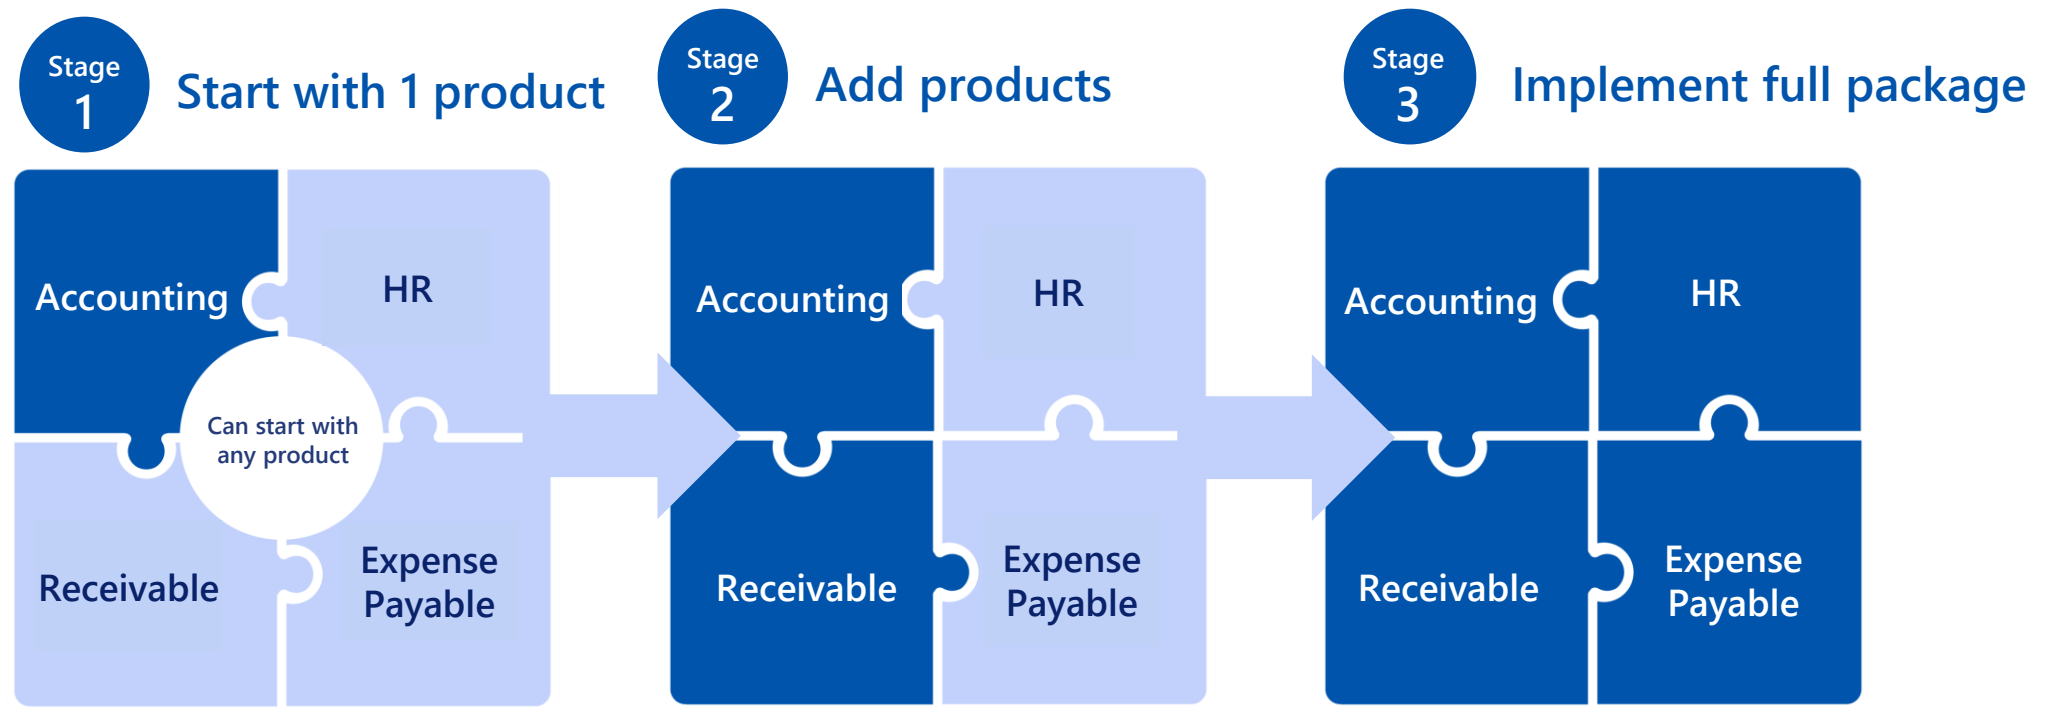 Stage
1
Start with 1 product
Stage
2
Add products
Stage
3
Implement full package
Accounting
HR
Can start with
any product
Receivable
Expense
Payable
Accounting
HR
Receivable
Expense
Payable
Accounting
HR
Receivable
Expense
Payable